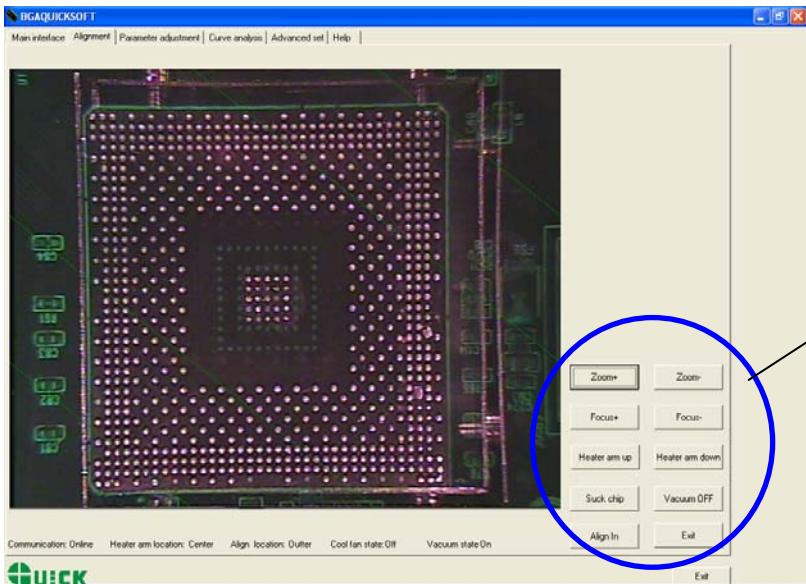 BGAQUICKSOFT
Main interface Alignment Parameter adjustment Curve analysis Advanced set Help
Zoom+ Zoom-
Focus+ Focus-
Heater arm up Heater arm down
Suck chip Vacuum OFF
Align In Exit
Communication: Online Heater arm location: Center Align location: Outter Cool fan state:Off Vacuum state:On
QUICK
Exit